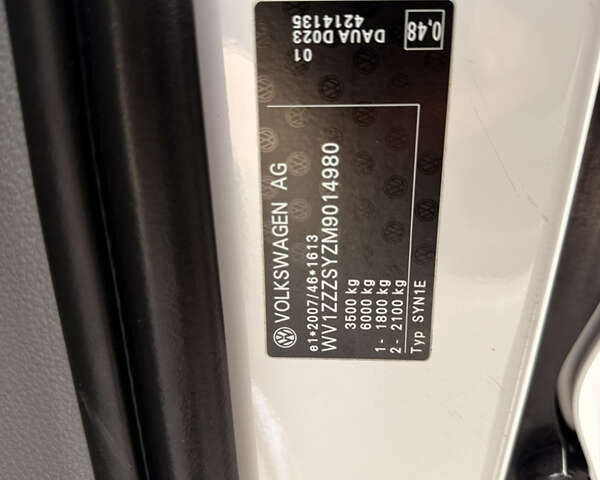 VOLKSWAGEN AG
e1*2007/46*1613
WV1ZZZSYZM9014980
3500 kg
6000 kg
1- 1800 kg
2- 2100 kg
Typ SYN1E
01
DAUA D023
4214135
0,48